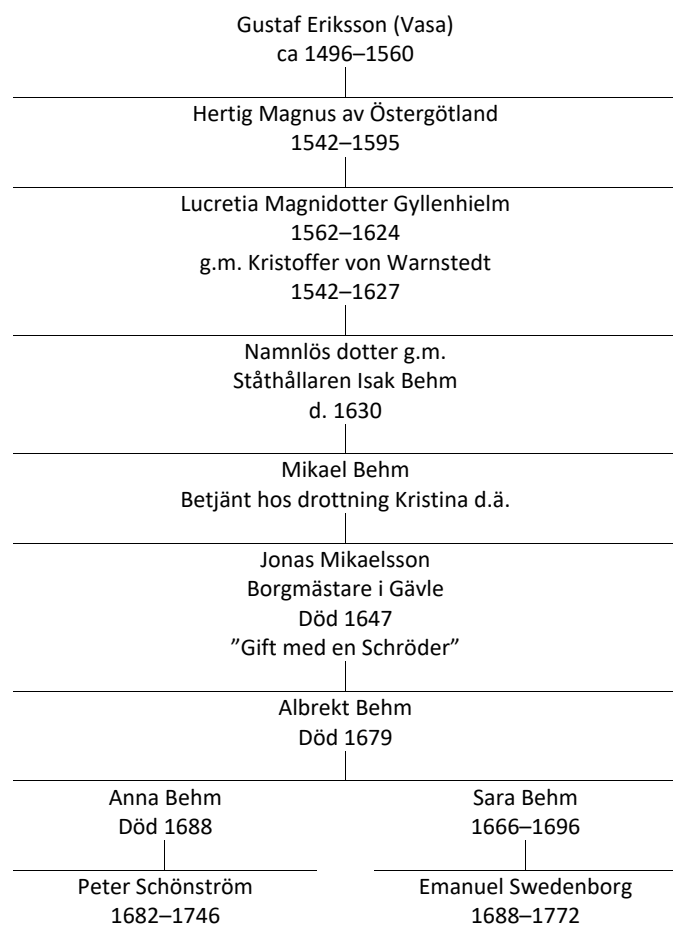 Gustaf Eriksson (Vasa)
ca 1496–1560
Hertig Magnus av Östergötland
1542–1595
Lucretia Magnidotter Gyllenhielm
1562–1624
g.m. Kristoffer von Warnstedt
1542–1627
Namnlös dotter g.m.
Ståthållaren Isak Behm
d. 1630
Mikael Behm
Betjänt hos drottning Kristina d.ä.
Jonas Mikaelsson
Borgmästare i Gävle
Död 1647
”Gift med en Schröder”
Albrekt Behm
Död 1679
Anna Behm
Död 1688
Sara Behm
1666–1696
Peter Schönström
1682–1746
Emanuel Swedenborg
1688–1772